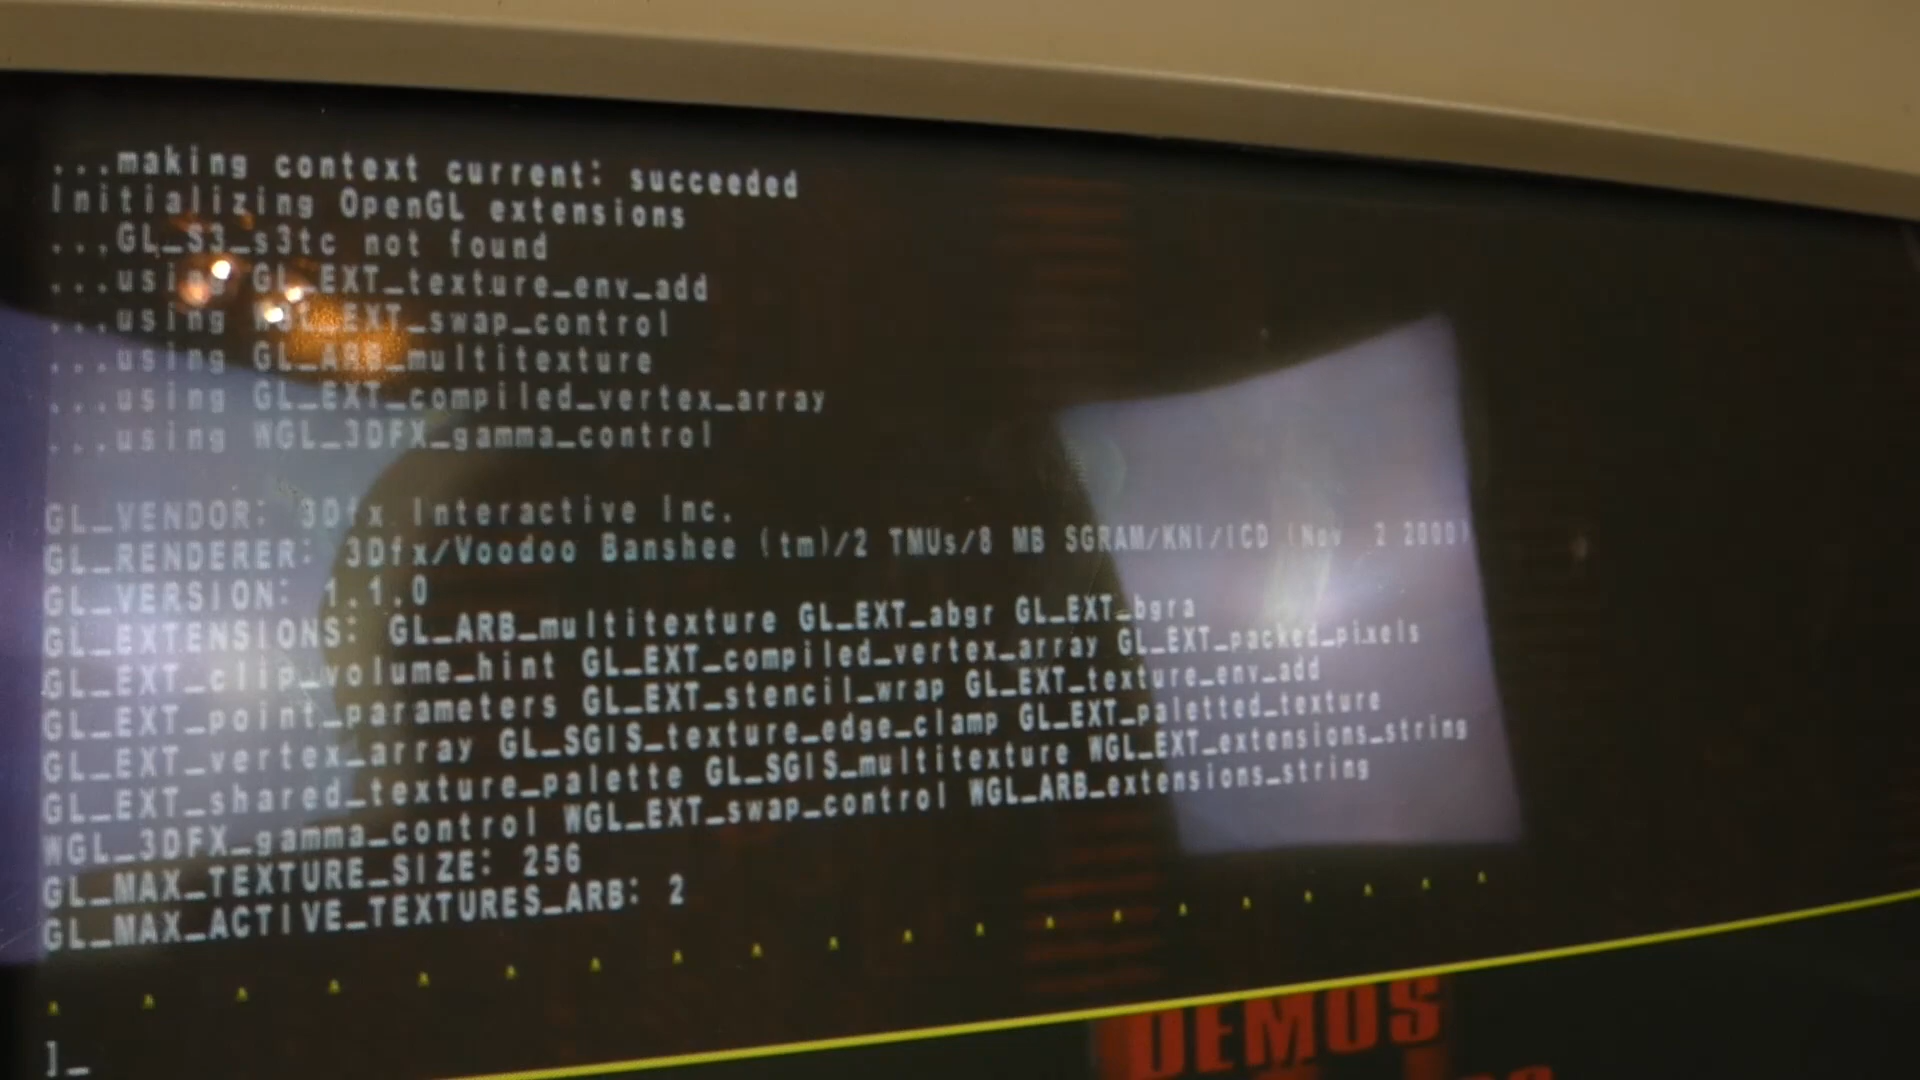 ...making context current: succeeded
Initializing OpenGL extensions
...GL_S3_s3tc not found
...using GL_EXT_texture_env_add
...using WGL_EXT_swap_control
...using GL_ARB_multitexture
...using GL_EXT_compiled_vertex_array
...using WGL_3DFX_gamma_control
GL_VENDOR: 3Dfx Interactive Inc.
GL_RENDERER: 3Dfx/Voodoo Banshee (tm)/2 TMUs/8 MB SGRAM/KNI/ICD (Nov  2 2000)
GL_VERSION: 1.1.0
GL_EXTENSIONS: GL_ARB_multitexture GL_EXT_abgr GL_EXT_bgra
GL_EXT_clip_volume_hint GL_EXT_compiled_vertex_array GL_EXT_packed_pixels
GL_EXT_point_parameters GL_EXT_stencil_wrap GL_EXT_texture_env_add
GL_EXT_vertex_array GL_SGIS_texture_edge_clamp GL_EXT_paletted_texture
GL_EXT_shared_texture_palette GL_SGIS_multitexture WGL_EXT_extensions_string
WGL_3DFX_gamma_control WGL_EXT_swap_control WGL_ARB_extensions_string
GL_MAX_TEXTURE_SIZE: 256
GL_MAX_ACTIVE_TEXTURES_ARB: 2
^ ^ ^ ^ ^ ^ ^ ^ ^ ^ ^ ^ ^ ^ ^ ^ ^ ^ ^ ^
]_
DEMOS